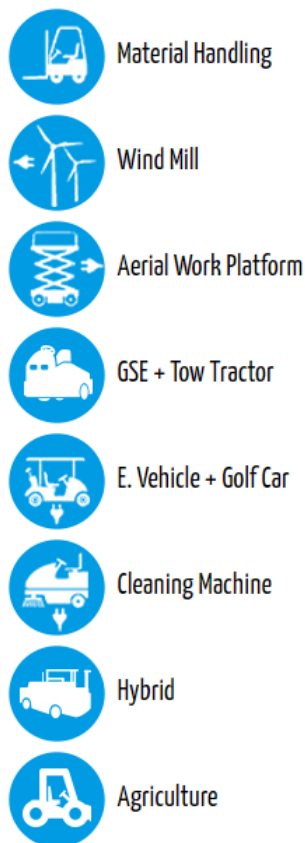 Material Handling
Wind Mill
Aerial Work Platform
GSE + Tow Tractor
E. Vehicle + Golf Car
Cleaning Machine
Hybrid
Agriculture